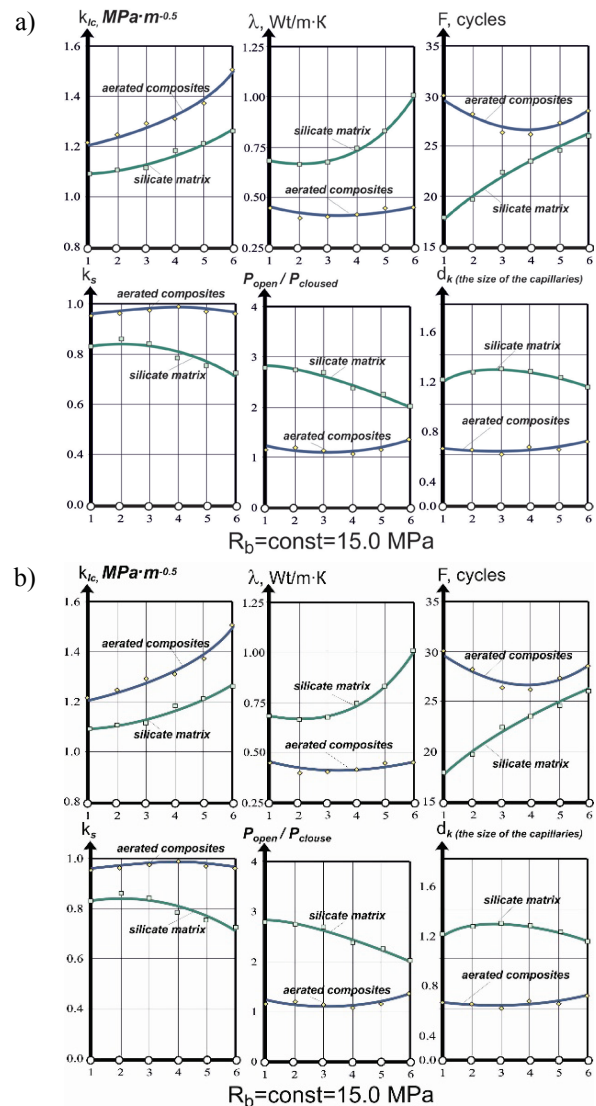 a)
k_Ic, MPa·m^-0.5
λ, Wt/m·K
F, cycles
1.6
1.4
1.2
1.0
0.8
aerated composites
silicate matrix
1 2 3 4 5 6
1.25
1.00
0.75
0.50
0.25
silicate matrix
aerated composites
1 2 3 4 5 6
35
30
25
20
15
aerated composites
silicate matrix
1 2 3 4 5 6
k_s
P_open / P_cloused
d_k (the size of the capillaries)
1.0
0.8
0.6
0.4
0.0
aerated composites
silicate matrix
1 2 3 4 5 6
4
3
2
1
0
silicate matrix
aerated composites
1 2 3 4 5 6
1.6
1.2
0.8
0.4
0.0
silicate matrix
aerated composites
1 2 3 4 5 6
R_b=const=15.0 MPa
b)
k_Ic, MPa·m^-0.5
λ, Wt/m·K
F, cycles
1.6
1.4
1.2
1.0
0.8
aerated composites
silicate matrix
1 2 3 4 5 6
1.25
1.00
0.75
0.50
0.25
silicate matrix
aerated composites
1 2 3 4 5 6
35
30
25
20
15
aerated composites
silicate matrix
1 2 3 4 5 6
k_s
P_open / P_clouse
d_k (the size of the capillaries)
1.0
0.8
0.6
0.4
0.0
aerated composites
silicate matrix
1 2 3 4 5 6
4
3
2
1
0
silicate matrix
aerated composites
1 2 3 4 5 6
1.6
1.2
0.8
0.4
0.0
silicate matrix
aerated composites
1 2 3 4 5 6
R_b=const=15.0 MPa